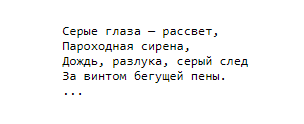 Серые глаза — рассвет,
Пароходная сирена,
Дождь, разлука, серый след
За винтом бегущей пены.
...